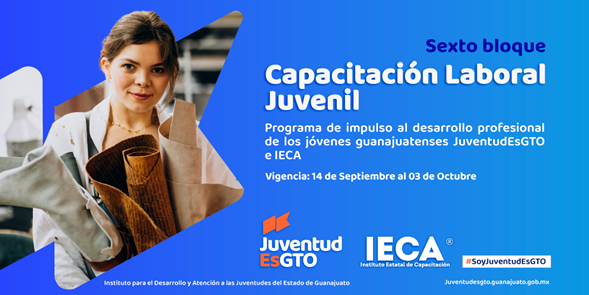 Sexto bloque
Capacitación Laboral
Juvenil
Programa de impulso al desarrollo profesional
de los jóvenes guanajuatenses JuventudEsGTO
e IECA
Vigencia: 14 de Septiembre al 03 de Octubre
Juventud
EsGTO
IECA®
Instituto Estatal de Capacitación
#SoyJuventudEsGTO
Instituto para el Desarrollo y Atención a las Juventudes del Estado de Guanajuato
Juventudesgto.guanajuato.gob.mx